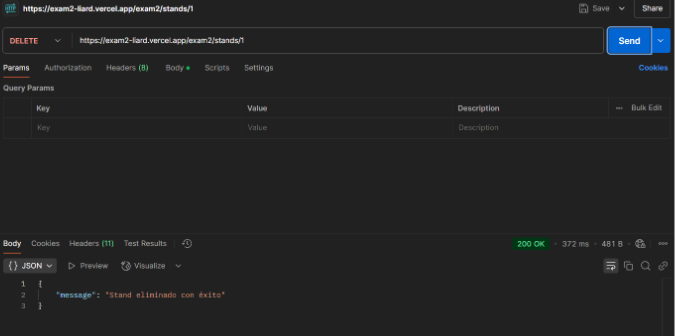 HTTP https://exam2-liard.vercel.app/exam2/stands/1 Save Share
DELETE https://exam2-liard.vercel.app/exam2/stands/1 Send
Params Authorization Headers (8) Body Scripts Settings Cookies
Query Params
Key Value Description ... Bulk Edit
Key Value Description
Body Cookies Headers (11) Test Results 200 OK 372 ms 481 B ...
{} JSON Preview Visualize
1 {
2 "message": "Stand eliminado con éxito"
3 }